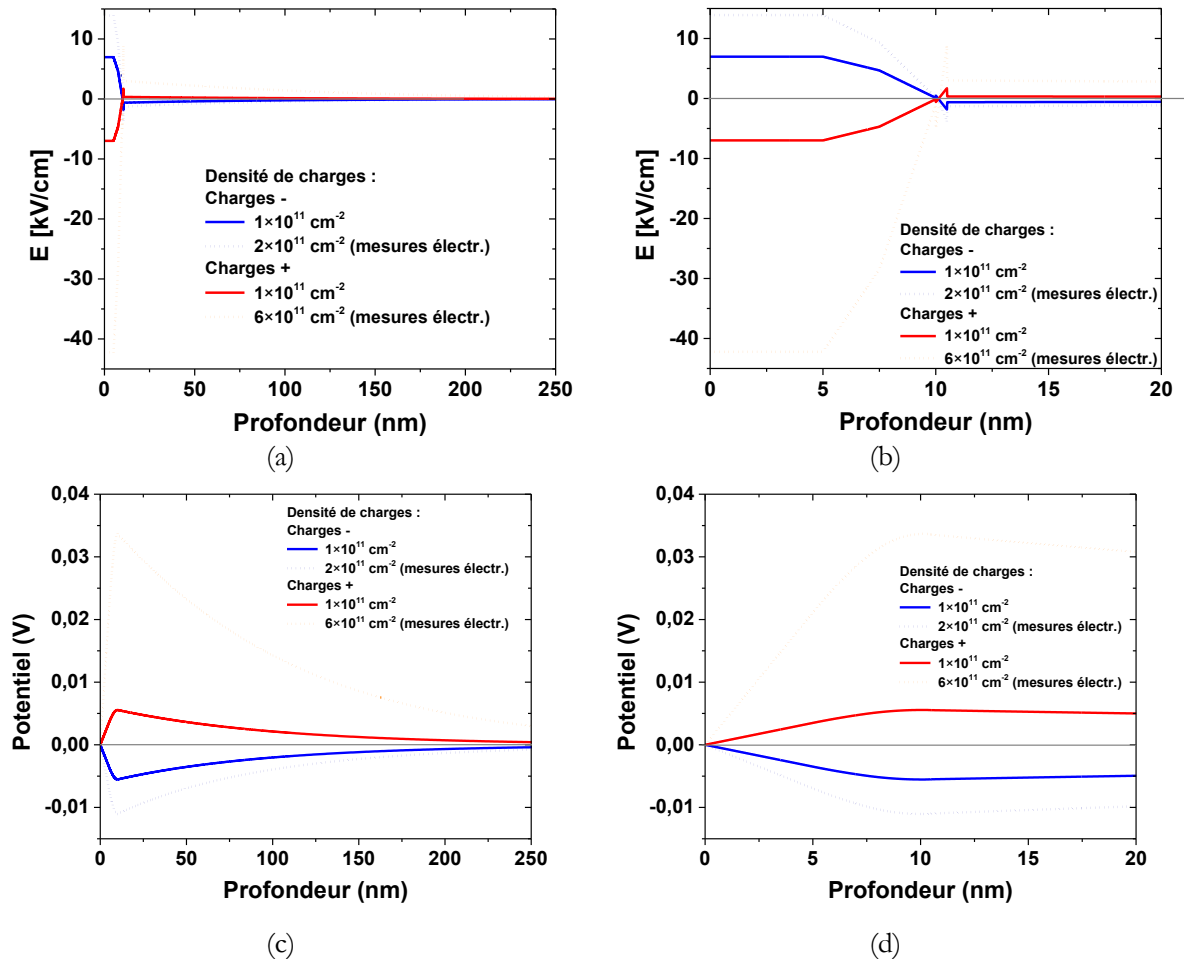 10
0
-10
-20
-30
-40
E [kV/cm]
Densité de charges :
Charges -
1×10¹¹ cm⁻²
2×10¹¹ cm⁻² (mesures électr.)
Charges +
1×10¹¹ cm⁻²
6×10¹¹ cm⁻² (mesures électr.)
0 50 100 150 200 250
Profondeur (nm)
(a)
10
0
-10
-20
-30
-40
E [kV/cm]
Densité de charges :
Charges -
1×10¹¹ cm⁻²
2×10¹¹ cm⁻² (mesures électr.)
Charges +
1×10¹¹ cm⁻²
6×10¹¹ cm⁻² (mesures électr.)
0 5 10 15 20
Profondeur (nm)
(b)
0,04
0,03
0,02
0,01
0,00
-0,01
Potentiel (V)
Densité de charges :
Charges -
1×10¹¹ cm⁻²
2×10¹¹ cm⁻² (mesures électr.)
Charges +
1×10¹¹ cm⁻²
6×10¹¹ cm⁻² (mesures électr.)
0 50 100 150 200 250
Profondeur (nm)
(c)
0,04
0,03
0,02
0,01
0,00
-0,01
Potentiel (V)
Densité de charges :
Charges -
1×10¹¹ cm⁻²
2×10¹¹ cm⁻² (mesures électr.)
Charges +
1×10¹¹ cm⁻²
6×10¹¹ cm⁻² (mesures électr.)
0 5 10 15 20
Profondeur (nm)
(d)